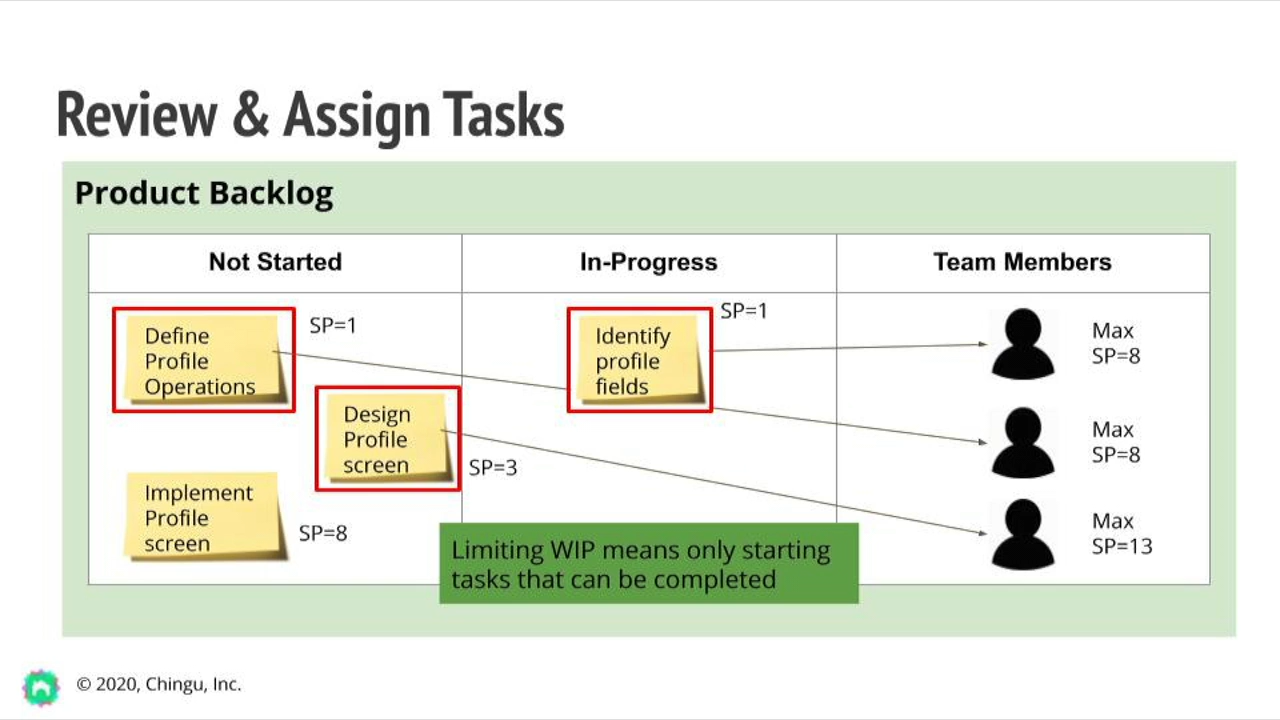 Review & Assign Tasks
Product Backlog
Not Started
In-Progress
Team Members
Define
Profile
Operations
SP=1
Design
Profile
screen
SP=3
Implement
Profile
screen
SP=8
Identify
profile
fields
SP=1
Max
SP=8
Max
SP=8
Max
SP=13
Limiting WIP means only starting
tasks that can be completed
© 2020, Chingu, Inc.